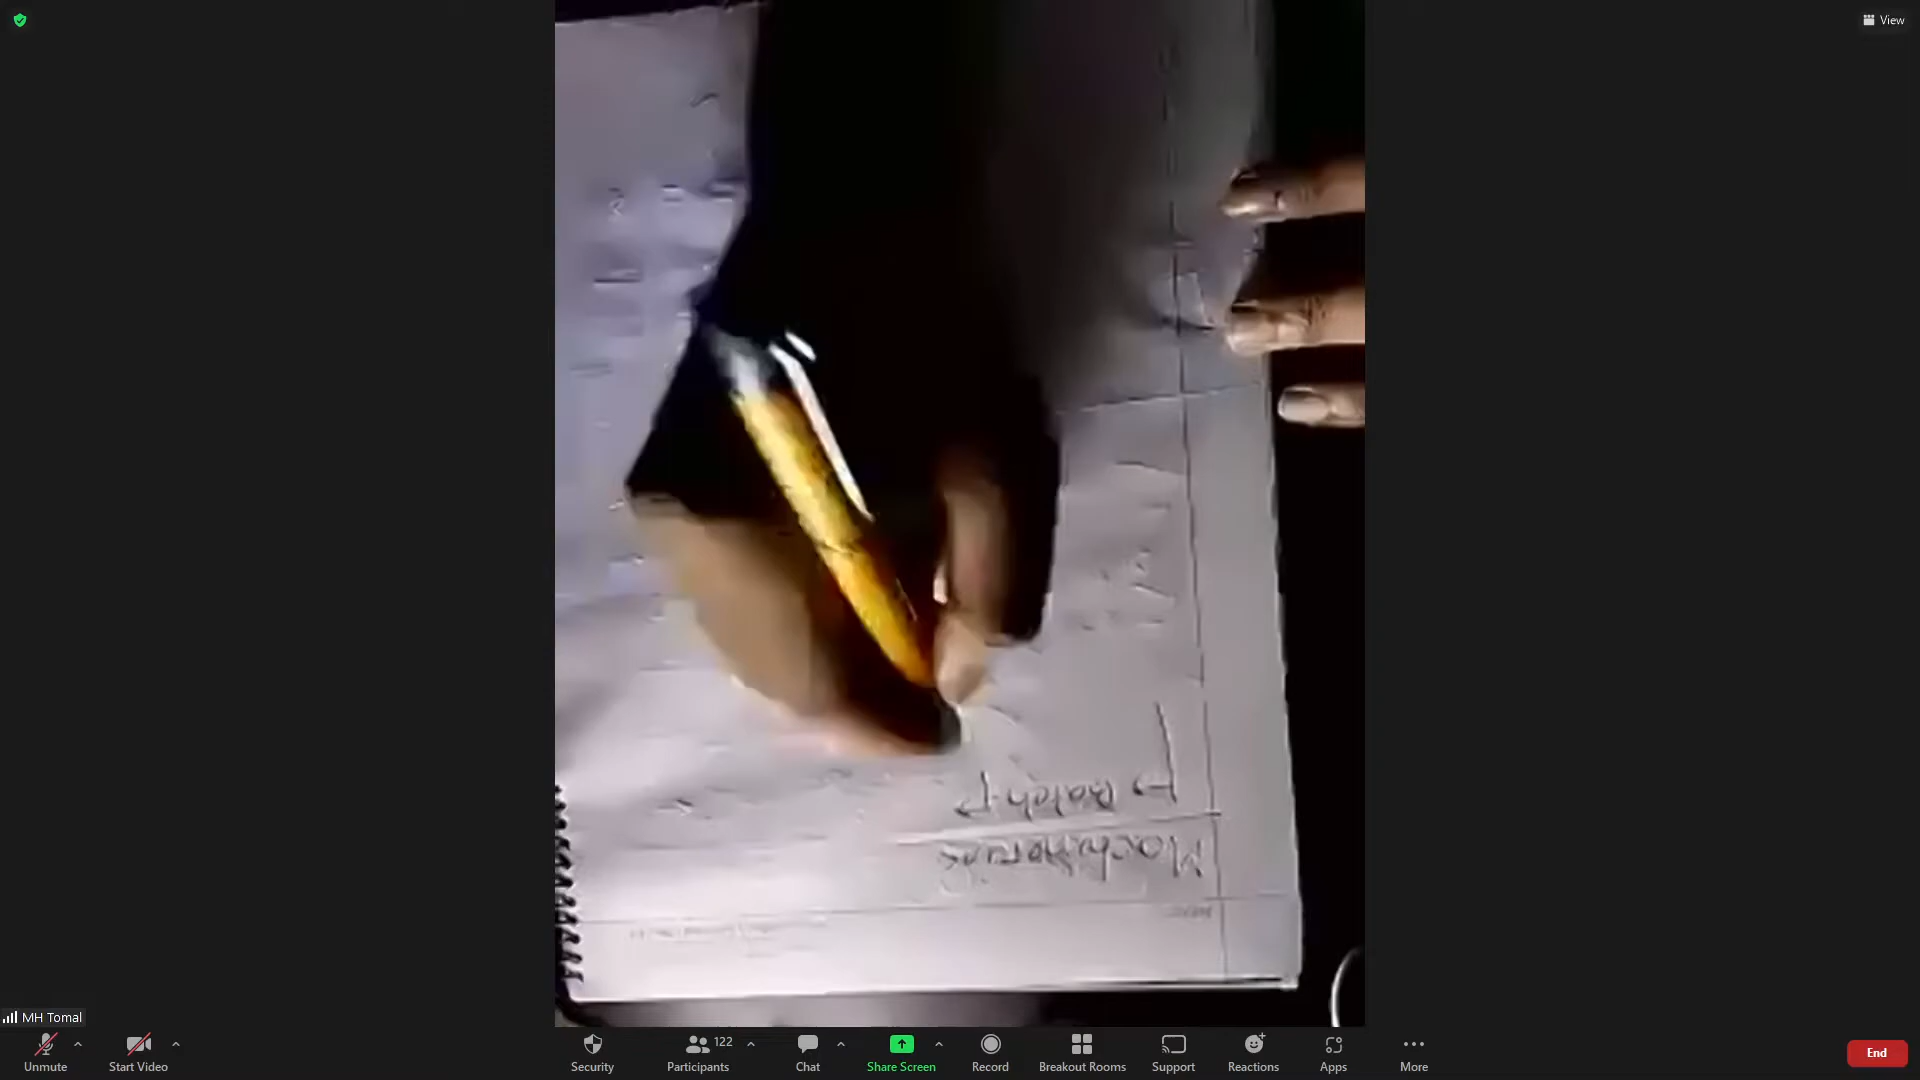 View
Machineries
→ Batch P
MH Tomal
Unmute
Start Video
Security
Participants
122
Chat
Share Screen
Record
Breakout Rooms
Support
Reactions
Apps
More
End